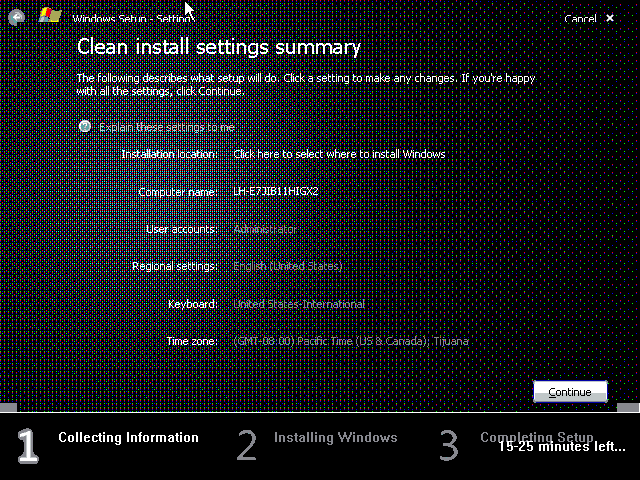 Windows Setup - Settings
Cancel
Clean install settings summary
The following describes what setup will do. Click a setting to make any changes. If you're happy
with all the settings, click Continue.
Explain these settings to me
Installation location: Click here to select where to install Windows
Computer name: LH-E7JIB11HIGX2
User accounts: Administrator
Regional settings: English (United States)
Keyboard: United States-International
Time zone: (GMT-08:00) Pacific Time (US & Canada), Tijuana
Continue
1 Collecting Information 2 Installing Windows 3 Completing Setup
15-25 minutes left...